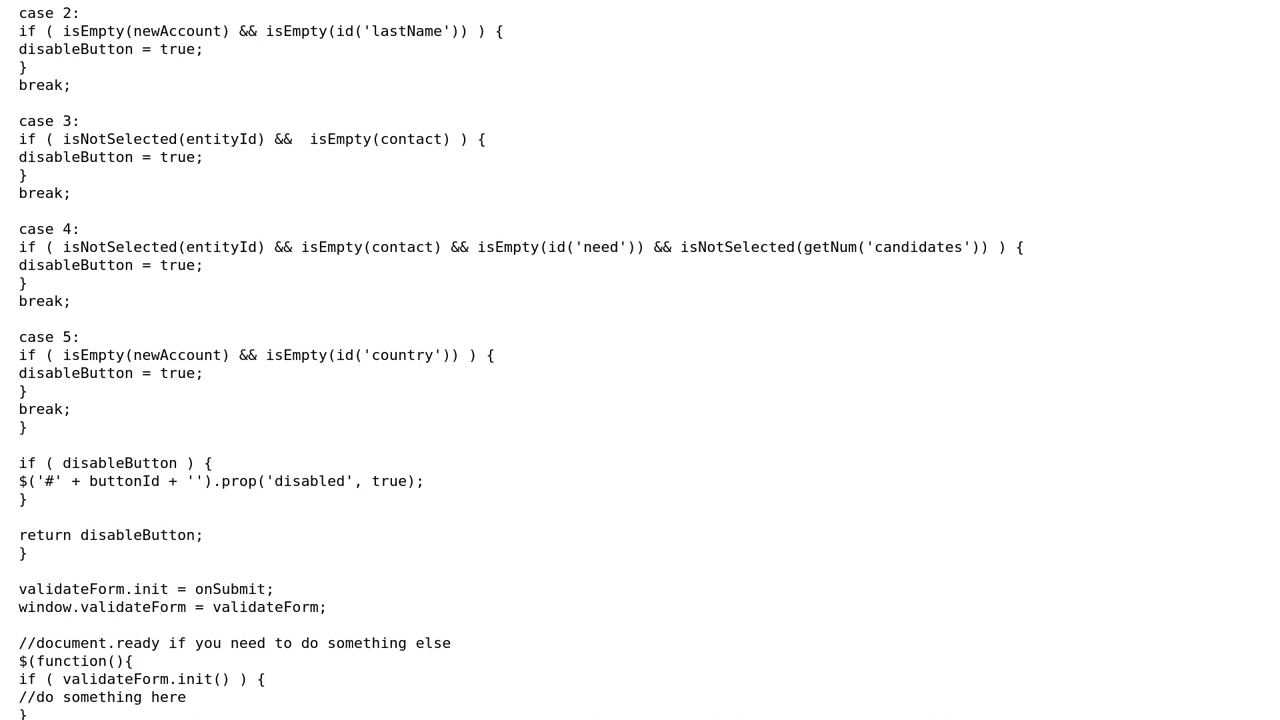 case 2:
if ( isEmpty(newAccount) && isEmpty(id('lastName')) ) {
disableButton = true;
}
break;

case 3:
if ( isNotSelected(entityId) &&  isEmpty(contact) ) {
disableButton = true;
}
break;

case 4:
if ( isNotSelected(entityId) && isEmpty(contact) && isEmpty(id('need')) && isNotSelected(getNum('candidates')) ) {
disableButton = true;
}
break;

case 5:
if ( isEmpty(newAccount) && isEmpty(id('country')) ) {
disableButton = true;
}
break;
}

if ( disableButton ) {
$('#' + buttonId + '').prop('disabled', true);
}

return disableButton;
}

validateForm.init = onSubmit;
window.validateForm = validateForm;

//document.ready if you need to do something else
$(function(){
if ( validateForm.init() ) {
//do something here
}